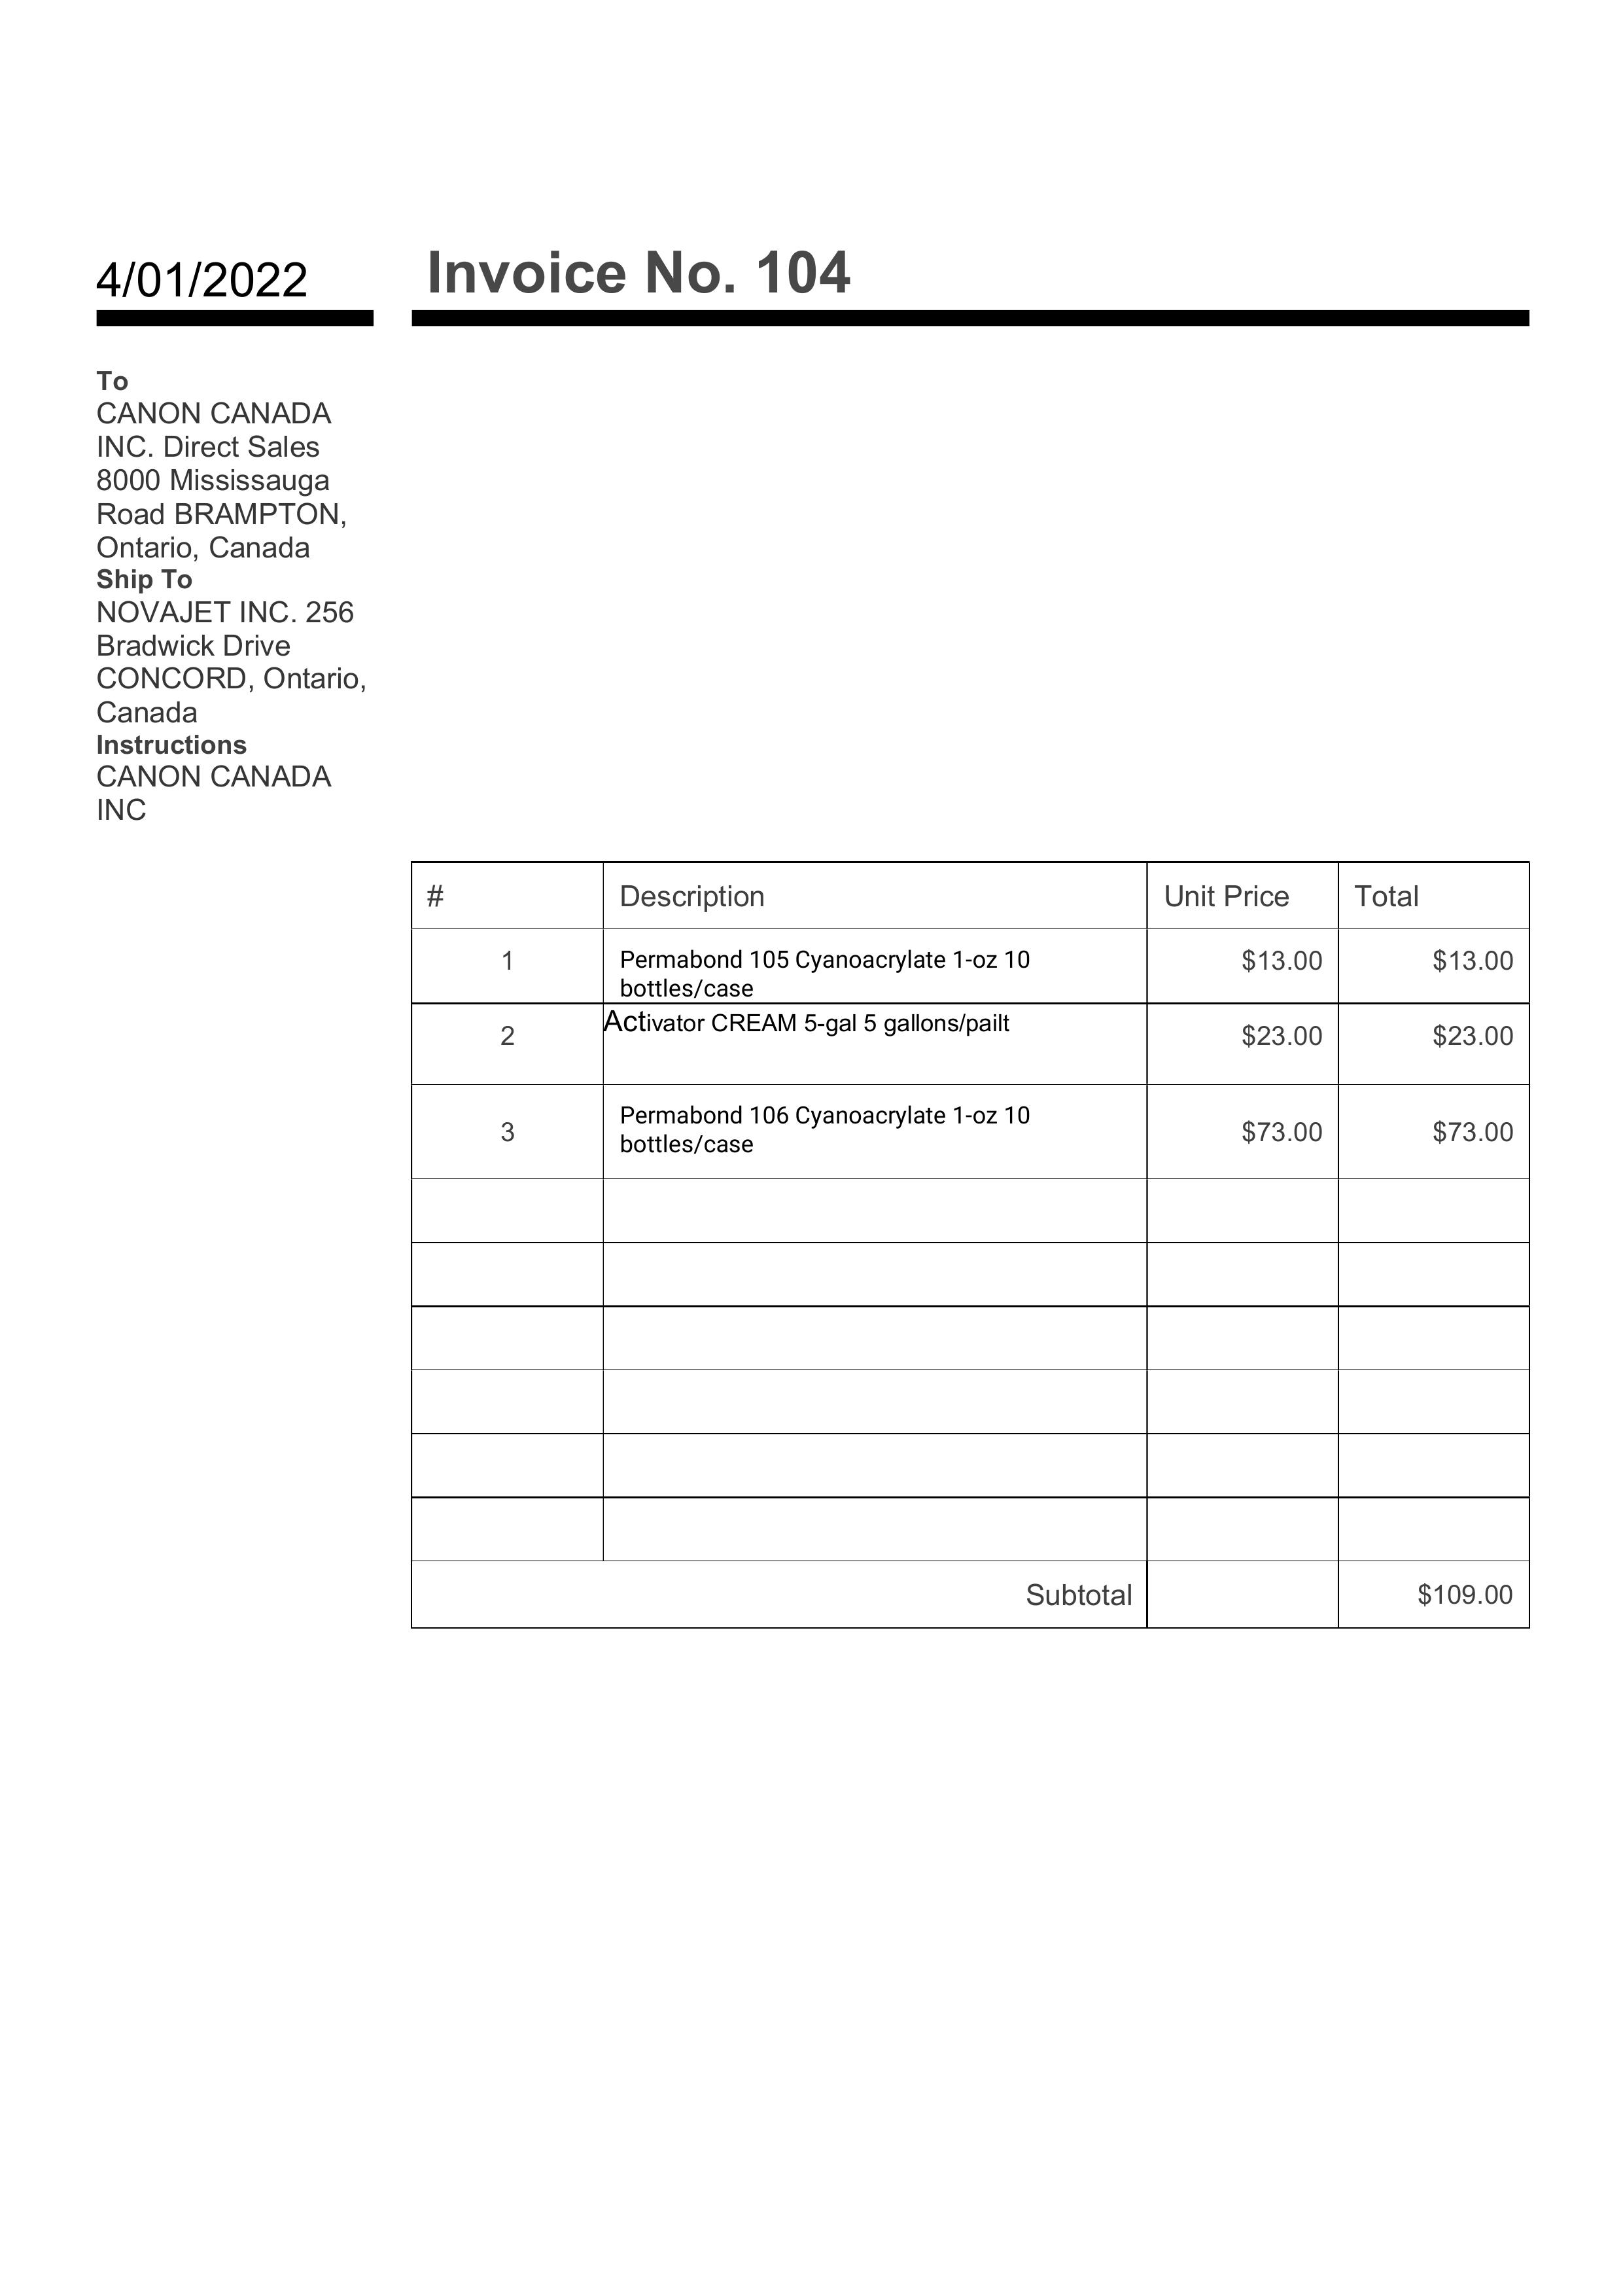 4/01/2022
Invoice No. 104
To
CANON CANADA
INC. Direct Sales
8000 Mississauga
Road BRAMPTON,
Ontario, Canada
Ship To
NOVAJET INC. 256
Bradwick Drive
CONCORD, Ontario,
Canada
Instructions
CANON CANADA
INC
# Description Unit Price Total
1 Permabond 105 Cyanoacrylate 1-oz 10 $13.00 $13.00
bottles/case
2 Activator CREAM 5-gal 5 gallons/pailt $23.00 $23.00
3 Permabond 106 Cyanoacrylate 1-oz 10 $73.00 $73.00
bottles/case
Subtotal $109.00